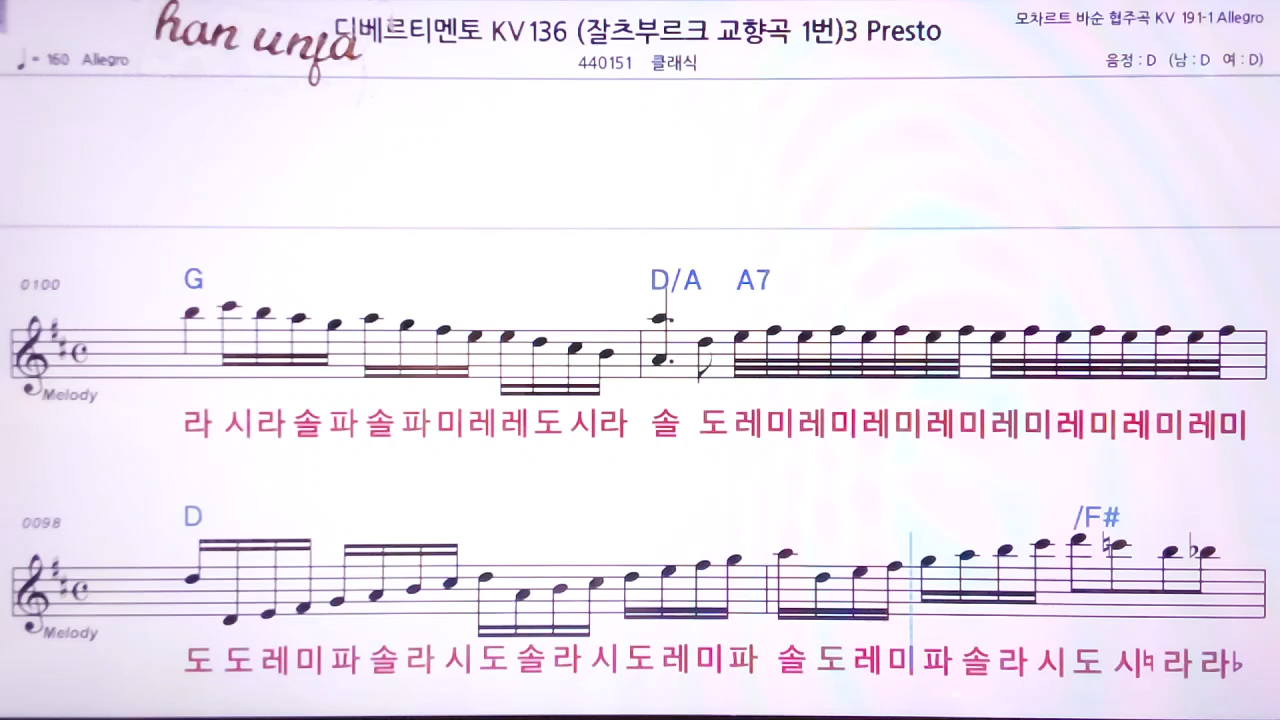 han unfa
디베르티멘토 KV136 (잘츠부르크 교향곡 1번)3 Presto
모차르트 바순 협주곡 KV 191-1 Allegro
♩= 160 Allegro
440151 클래식
음정 : D (남 : D 여 : D)
0100
G D/A A7
Melody
라 시 라 솔 파 솔 파 미 레 레 도 시 라 솔 도 레 미 레 미 레 미 레 미 레 미 레 미 레 미 레 미
0098
D /F#
Melody
도 도 레 미 파 솔 라 시 도 솔 라 시 도 레 미 파 솔 도 레 미 파 솔 라 시 도 시♮ 라 라♭